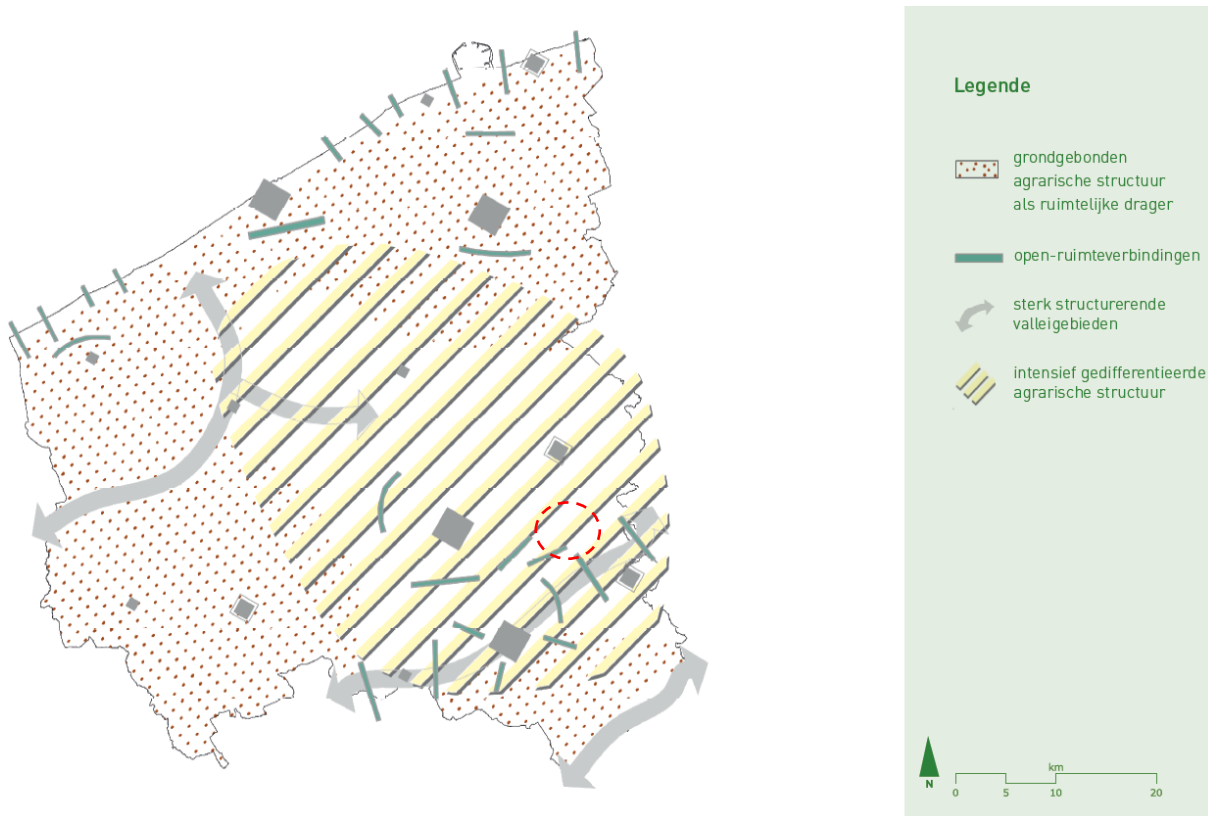 Legende
grondgebonden
agrarische structuur
als ruimtelijke drager
open-ruimteverbindingen
sterk structurerende
valleigebieden
intensief gedifferentieerde
agrarische structuur
km
N
0 5 10 20